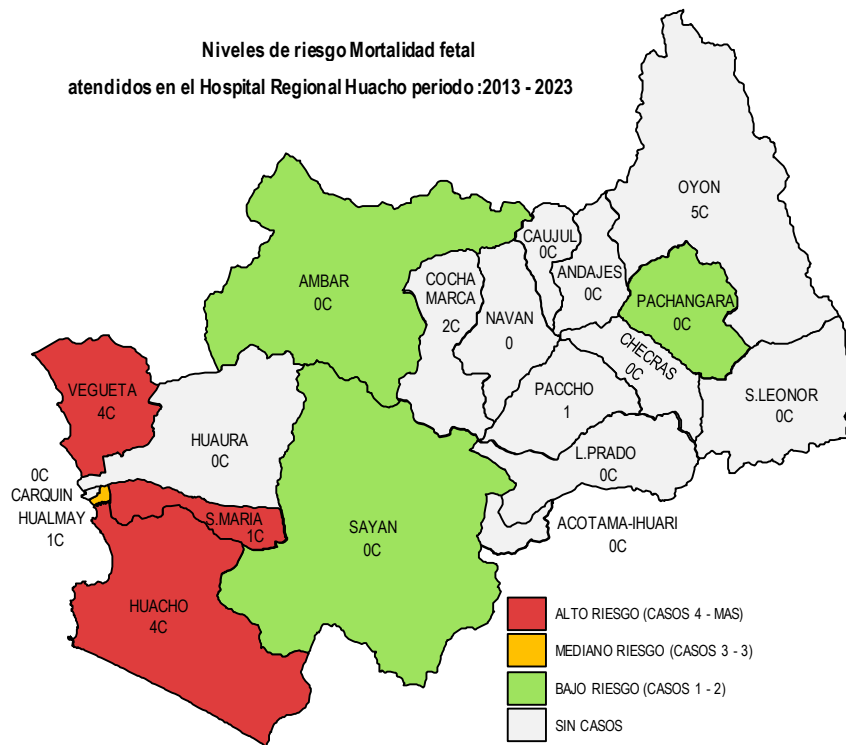 Niveles de riesgo Mortalidad fetal
atendidos en el Hospital Regional Huacho periodo :2013 - 2023
OYON
5C
CAUJUL
0C
ANDAJES
0C
AMBAR
0C
COCHA
MARCA
2C
NAVAN
0
PACHANGARA
0C
CHECRAS
0C
VEGUETA
4C
PACCHO
1
S.LEONOR
0C
HUAURA
0C
L.PRADO
0C
0C
CARQUIN
HUALMAY
1C
S.MARIA
1C
SAYAN
0C
ACOTAMA-IHUARI
0C
HUACHO
4C
ALTO RIESGO (CASOS 4 - MAS)
MEDIANO RIESGO (CASOS 3 - 3)
BAJO RIESGO (CASOS 1 - 2)
SIN CASOS